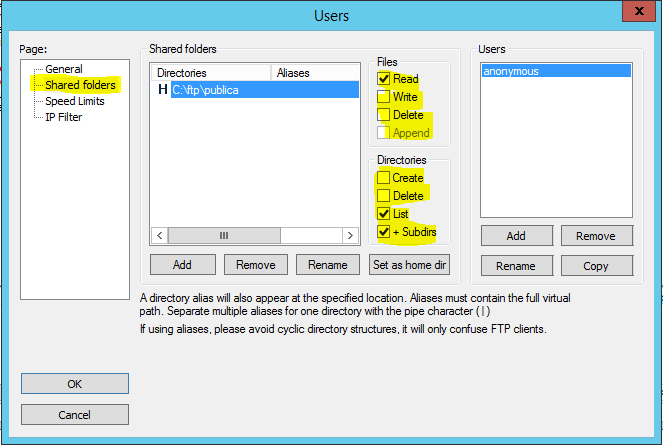 Users
x
Page:
General
Shared folders
Speed Limits
IP Filter
Shared folders
Directories Aliases
H C:\ftp\publica
Add Remove Rename Set as home dir
Files
Read
Write
Delete
Append
Directories
Create
Delete
List
+ Subdirs
Users
anonymous
Add Remove
Rename Copy
A directory alias will also appear at the specified location. Aliases must contain the full virtual
path. Separate multiple aliases for one directory with the pipe character (|)
If using aliases, please avoid cyclic directory structures, it will only confuse FTP clients.
OK
Cancel